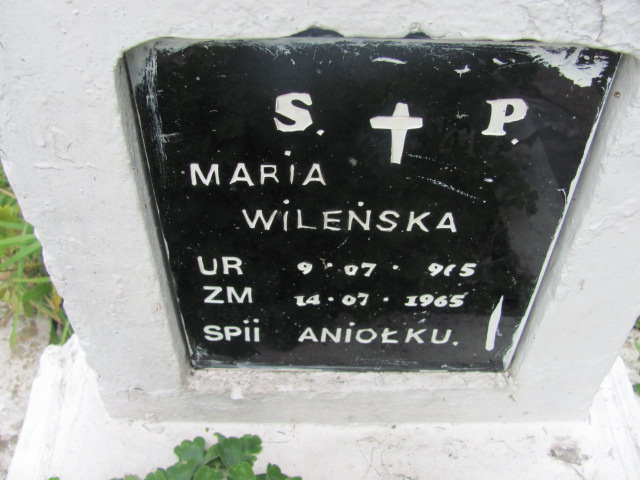 S. P.
MARIA
WILEŃSKA
UR 9·07·
ZM 14·07·1965
SPII ANIOŁKU.